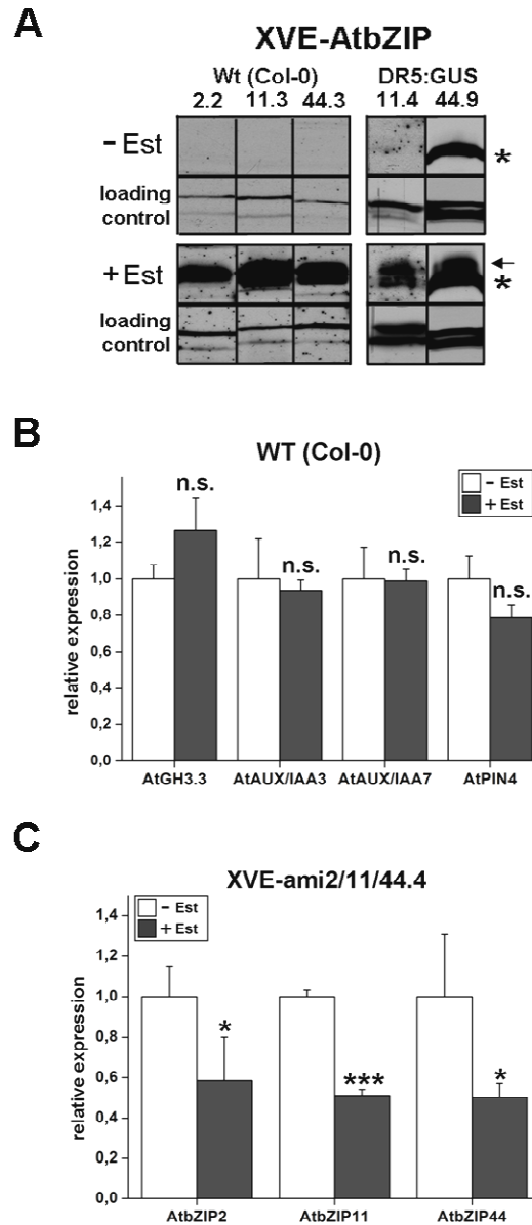 A
XVE-AtbZIP
Wt (Col-0) DR5:GUS
2.2 11.3 44.3 11.4 44.9
- Est *
loading
control
+ Est *
loading
control
B
WT (Col-0)
- Est
+ Est
n.s. n.s. n.s. n.s.
relative expression
1,4
1,2
1,0
0,8
0,6
0,4
0,2
0,0
AtGH3.3 AtAUX/IAA3 AtAUX/IAA7 AtPIN4
C
XVE-ami2/11/44.4
- Est
+ Est
* *** *
relative expression
1,4
1,2
1,0
0,8
0,6
0,4
0,2
0,0
AtbZIP2 AtbZIP11 AtbZIP44